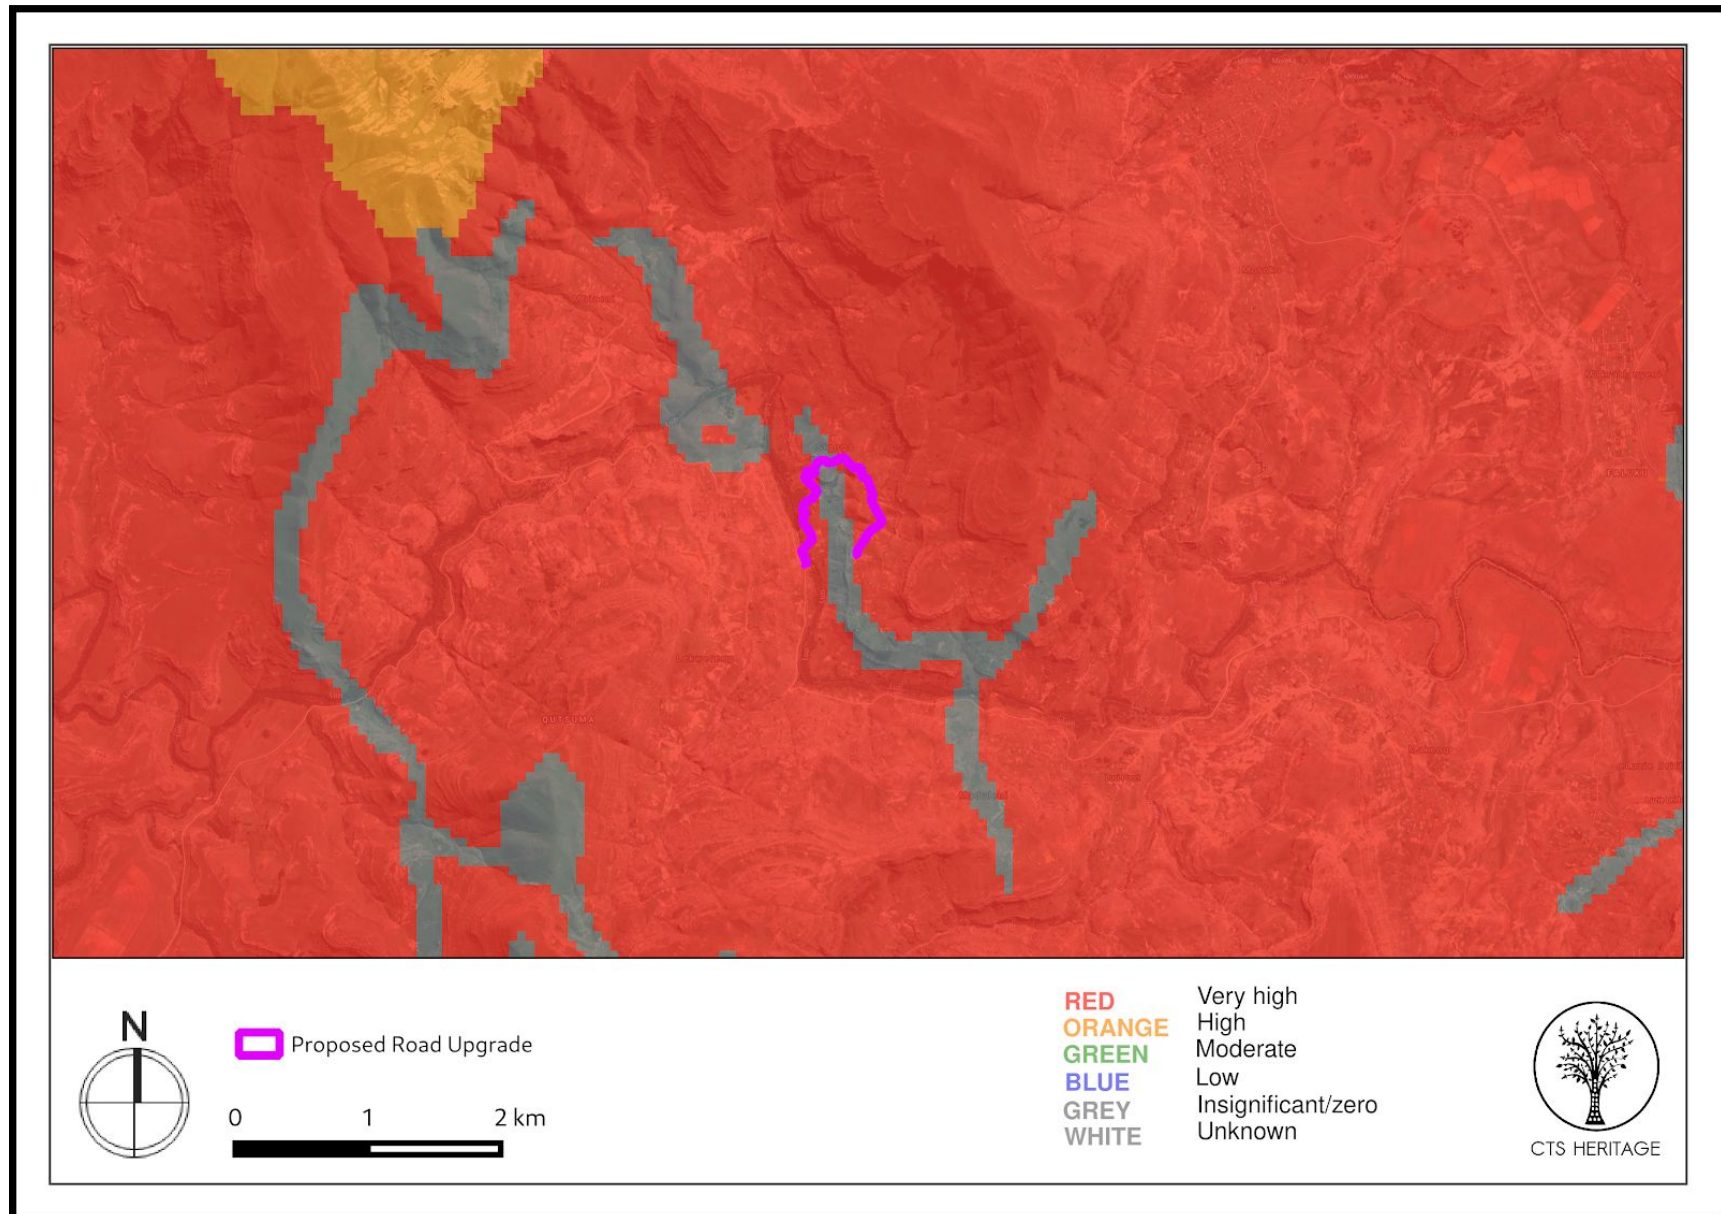 QUTSUMA
N
Proposed Road Upgrade
0 1 2 km
RED Very high
ORANGE High
GREEN Moderate
BLUE Low
GREY Insignificant/zero
WHITE Unknown
CTS HERITAGE